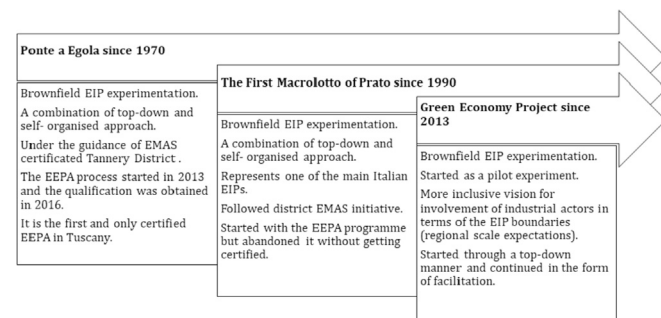 Ponte a Egola since 1970
Brownfield EIP experimentation.
A combination of top-down and
self- organised approach.
Under the guidance of EMAS
certificated Tannery District .
The EEPA process started in 2013
and the qualification was obtained
in 2016.
It is the first and only certified
EEPA in Tuscany.
The First Macrolotto of Prato since 1990
Brownfield EIP experimentation.
A combination of top-down and
self- organised approach.
Represents one of the main Italian
EIPs.
Followed district EMAS initiative.
Started with the EEPA programme
but abandoned it without getting
certified.
Green Economy Project since
2013
Brownfield EIP experimentation.
Started as a pilot experiment.
More inclusive vision for
involvement of industrial actors in
terms of the EIP boundaries
(regional scale expectations).
Started through a top-down
manner and continued in the form
of facilitation.